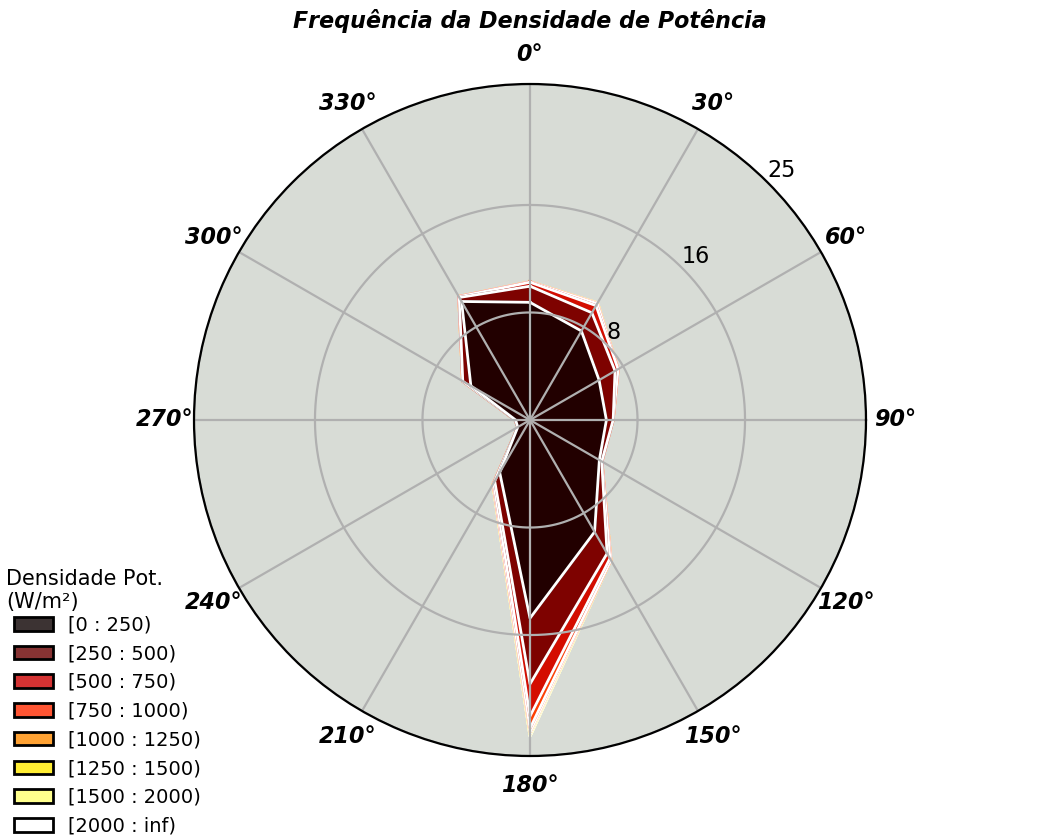 Frequência da Densidade de Potência
0°
330°
30°
25
300°
60°
16
8
270°
90°
240°
120°
210°
150°
180°
Densidade Pot.
(W/m²)
[0 : 250)
[250 : 500)
[500 : 750)
[750 : 1000)
[1000 : 1250)
[1250 : 1500)
[1500 : 2000)
[2000 : inf)